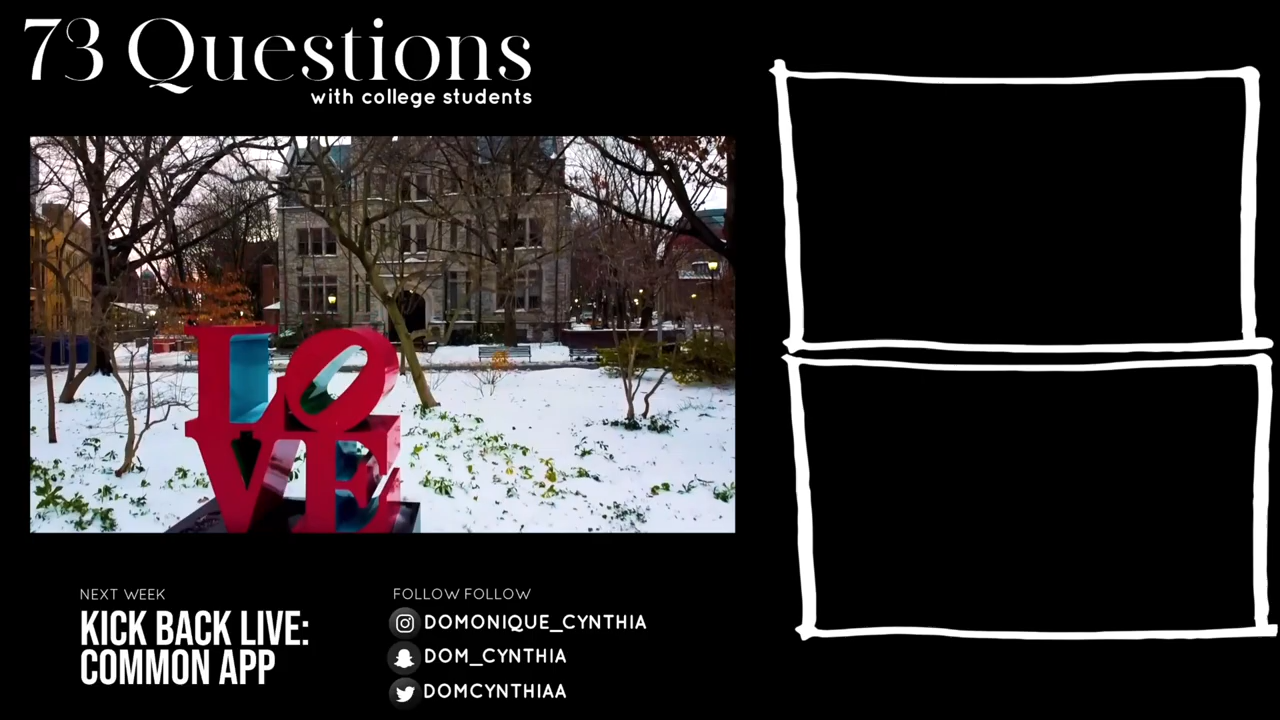 73 Questions
with college students
LOVE
NEXT WEEK
KICK BACK LIVE:
COMMON APP
FOLLOW FOLLOW
DOMONIQUE_CYNTHIA
DOM_CYNTHIA
DOMCYNTHIAA